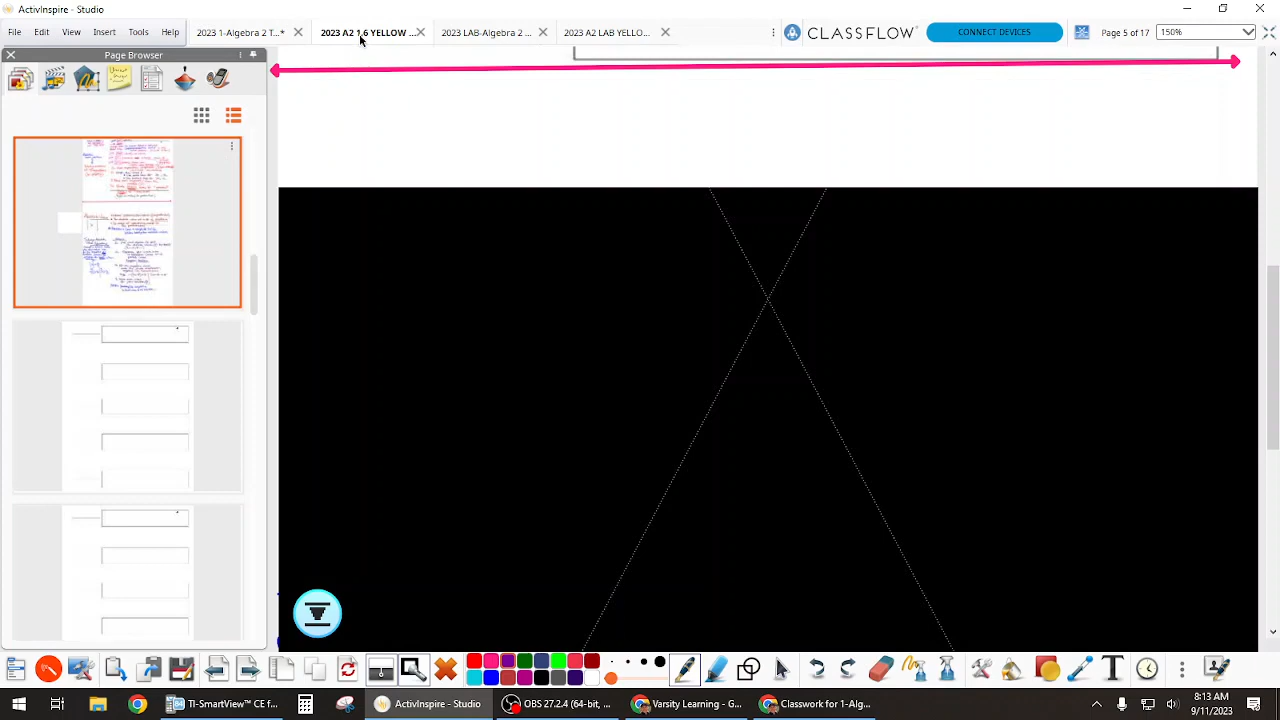 ActivInspire - Studio
File Edit View Insert Tools Help
2023 1-Algebra 2 T...*
2023 A2 1.6 YELLOW ...
2023 LAB-Algebra 2 ...
2023 A2 LAB YELLO...
CLASSFLOW
CONNECT DEVICES
Page 5 of 17
150%
Page Browser
T
TI-SmartView™ CE f...
ActivInspire - Studio
OBS 27.2.4 (64-bit, ...
Varsity Learning - G...
Classwork for 1-Alg...
8:13 AM
9/11/2023